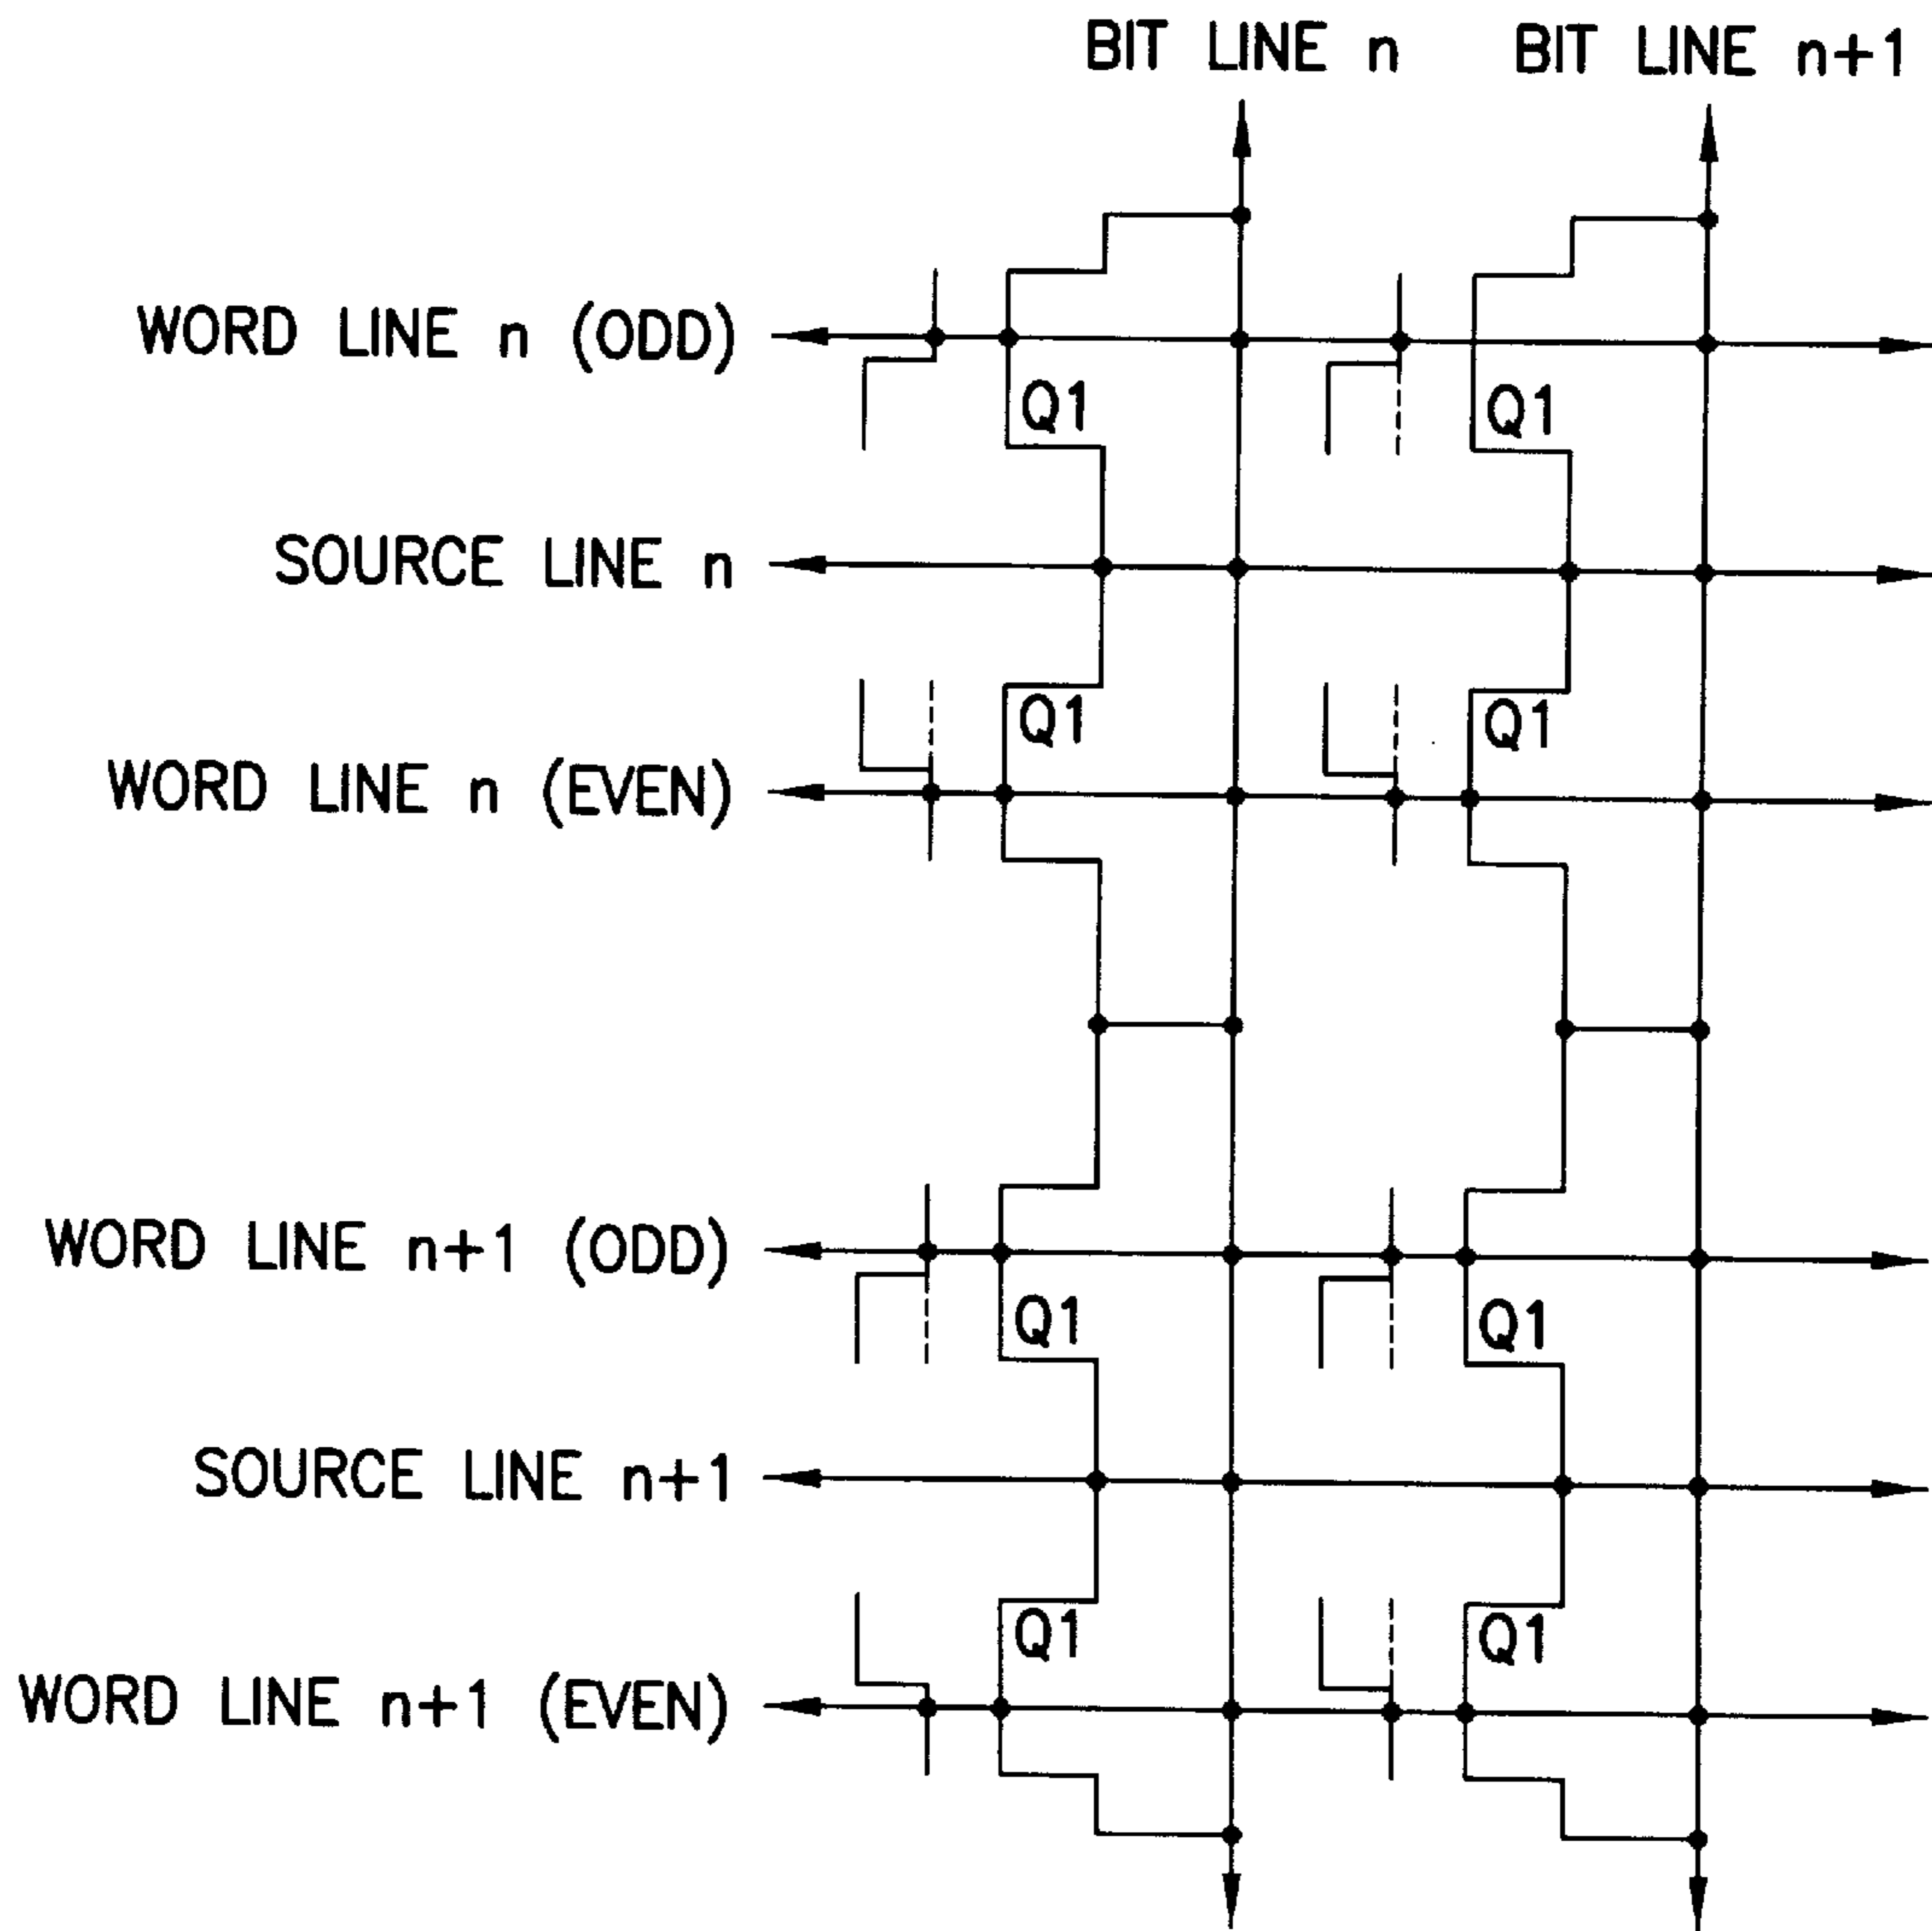 BIT LINE n BIT LINE n+1
WORD LINE n (ODD)
Q1 Q1
SOURCE LINE n
Q1 Q1
WORD LINE n (EVEN)
WORD LINE n+1 (ODD)
Q1 Q1
SOURCE LINE n+1
Q1 Q1
WORD LINE n+1 (EVEN)